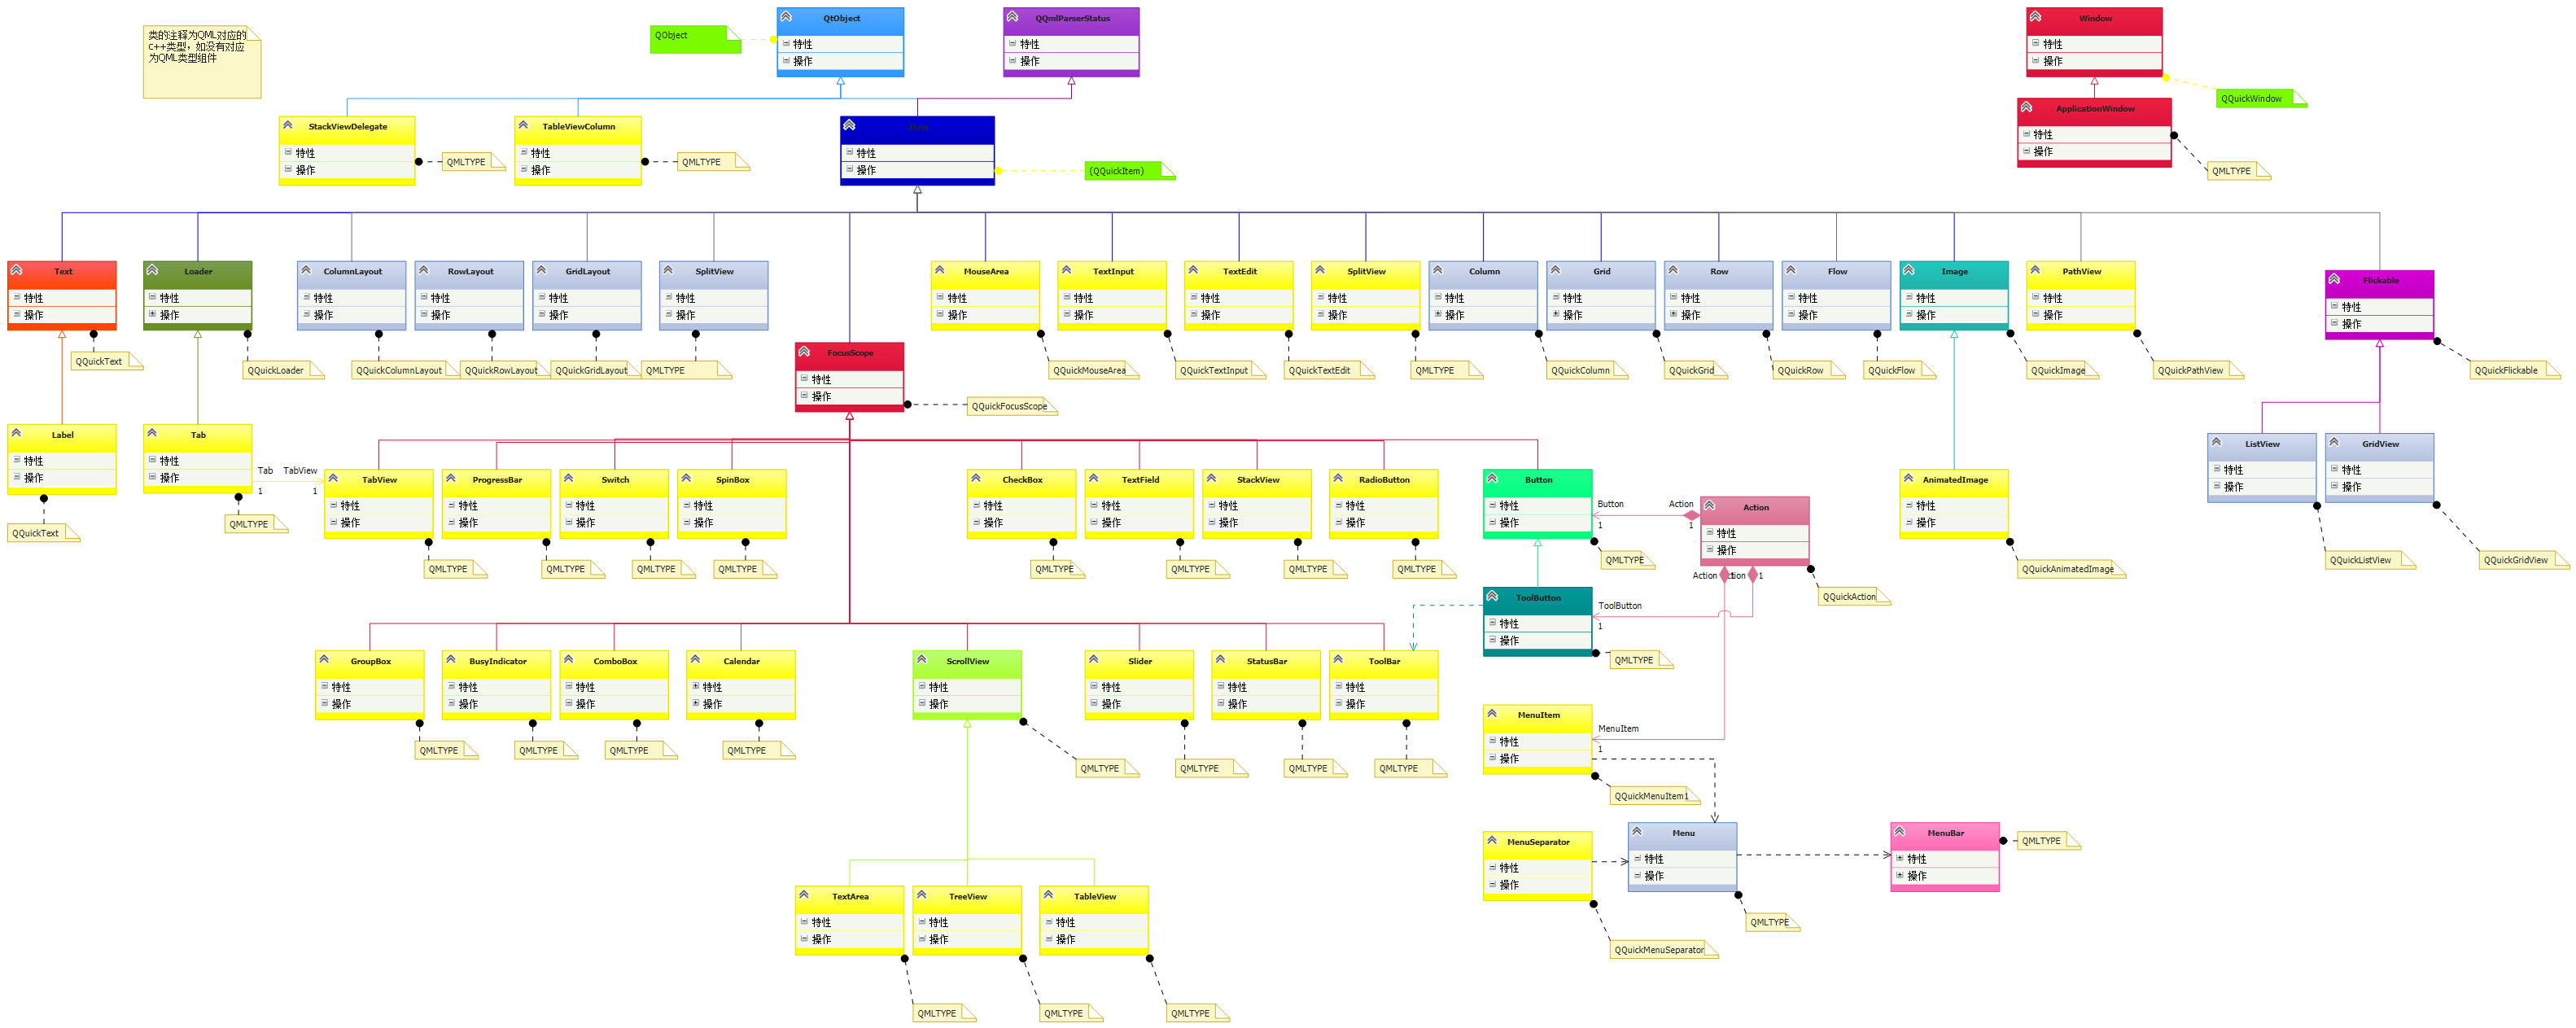 类的注释为QML对应的
c++类型，如没有对应
为QML类型组件
QObject
QtObject
特性
操作
QQmlParserStatus
特性
操作
Window
特性
操作
QQuickWindow
StackViewDelegate
特性
操作
QMLTYPE
TableViewColumn
特性
操作
QMLTYPE
特性
操作
(QQuickItem)
ApplicationWindow
特性
操作
QMLTYPE
Text
特性
操作
QQuickText
Loader
特性
操作
QQuickLoader
ColumnLayout
特性
操作
QQuickColumnLayout
RowLayout
特性
操作
QQuickRowLayout
GridLayout
特性
操作
QQuickGridLayout
SplitView
特性
操作
QMLTYPE
MouseArea
特性
操作
QQuickMouseArea
TextInput
特性
操作
QQuickTextInput
TextEdit
特性
操作
QQuickTextEdit
SplitView
特性
操作
QMLTYPE
Column
特性
操作
QQuickColumn
Grid
特性
操作
QQuickGrid
Row
特性
操作
QQuickRow
Flow
特性
操作
QQuickFlow
Image
特性
操作
QQuickImage
PathView
特性
操作
QQuickPathView
Flickable
特性
操作
QQuickFlickable
FocusScope
特性
操作
QQuickFocusScope
Label
特性
操作
QQuickText
Tab
特性
操作
QMLTYPE
Tab
TabView
1
1
TabView
特性
操作
QMLTYPE
ProgressBar
特性
操作
QMLTYPE
Switch
特性
操作
QMLTYPE
SpinBox
特性
操作
QMLTYPE
CheckBox
特性
操作
QMLTYPE
TextField
特性
操作
QMLTYPE
StackView
特性
操作
QMLTYPE
RadioButton
特性
操作
QMLTYPE
Button
特性
操作
QMLTYPE
Button
Action
1
1
Action
特性
操作
QQuickAction
AnimatedImage
特性
操作
QQuickAnimatedImage
ListView
特性
操作
QQuickListView
GridView
特性
操作
QQuickGridView
Action
1
ToolButton
特性
操作
QMLTYPE
ToolButton
1
GroupBox
特性
操作
QMLTYPE
BusyIndicator
特性
操作
QMLTYPE
ComboBox
特性
操作
QMLTYPE
Calendar
特性
操作
QMLTYPE
ScrollView
特性
操作
QMLTYPE
Slider
特性
操作
QMLTYPE
StatusBar
特性
操作
QMLTYPE
ToolBar
特性
操作
QMLTYPE
MenuItem
特性
操作
QQuickMenuItem1
MenuItem
1
MenuSeparator
特性
操作
QQuickMenuSeparator
Menu
特性
操作
QMLTYPE
MenuBar
特性
操作
QMLTYPE
TextArea
特性
操作
QMLTYPE
TreeView
特性
操作
QMLTYPE
TableView
特性
操作
QMLTYPE